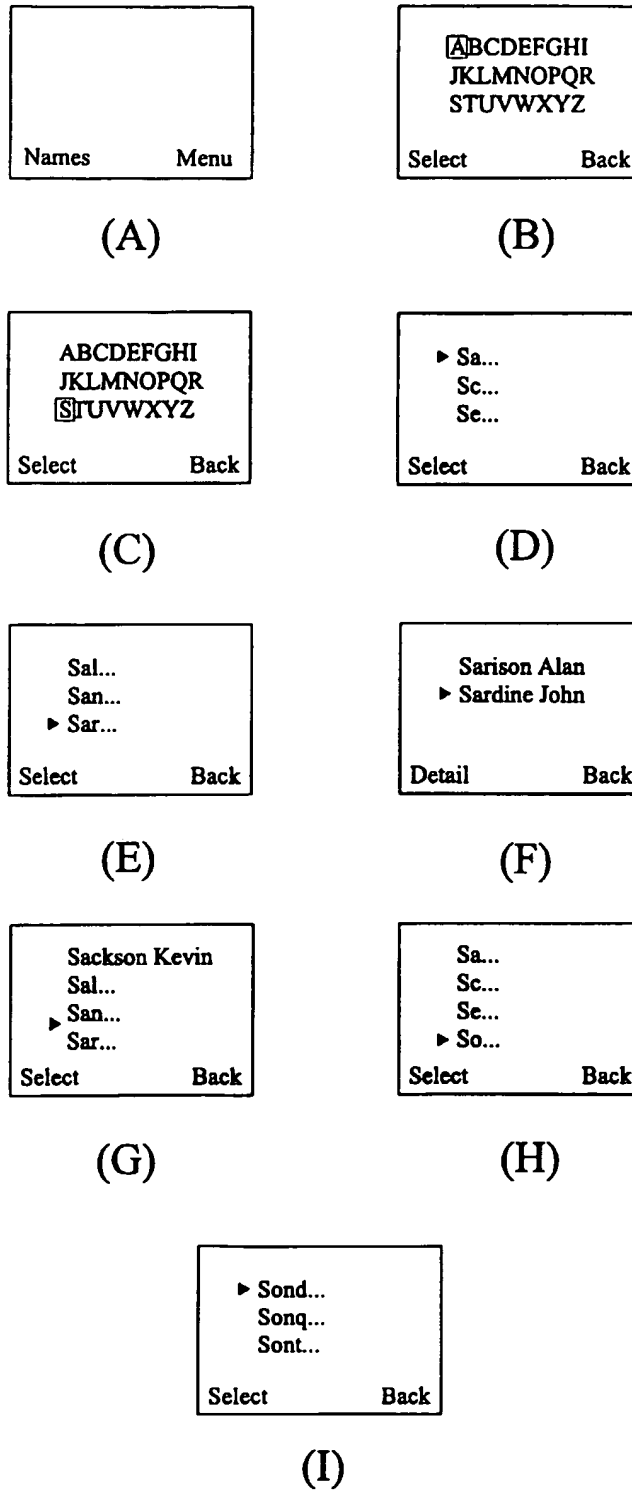 Names Menu
(A)
ABCDEFGHI
JKLMNOPQR
STUVWXYZ
Select Back
(B)
ABCDEFGHI
JKLMNOPQR
STUVWXYZ
Select Back
(C)
Sa...
Sc...
Se...
Select Back
(D)
Sal...
San...
Sar...
Select Back
(E)
Sarison Alan
Sardine John
Detail Back
(F)
Sackson Kevin
Sal...
San...
Sar...
Select Back
(G)
Sa...
Sc...
Se...
So...
Select Back
(H)
Sond...
Sonq...
Sont...
Select Back
(I)